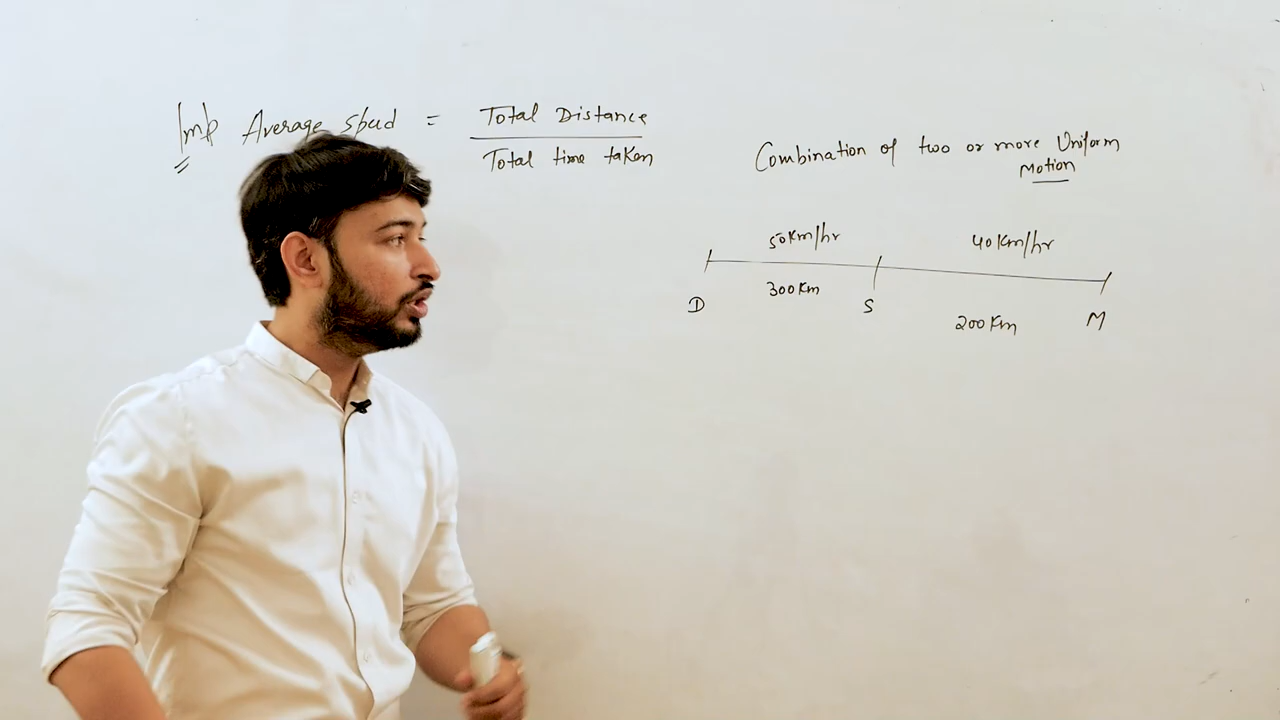 Imp Average speed = Total Distance
Total time taken
Combination of two or more Uniform
Motion
50Km/hr
40Km/hr
300Km
D
S
200Km
M